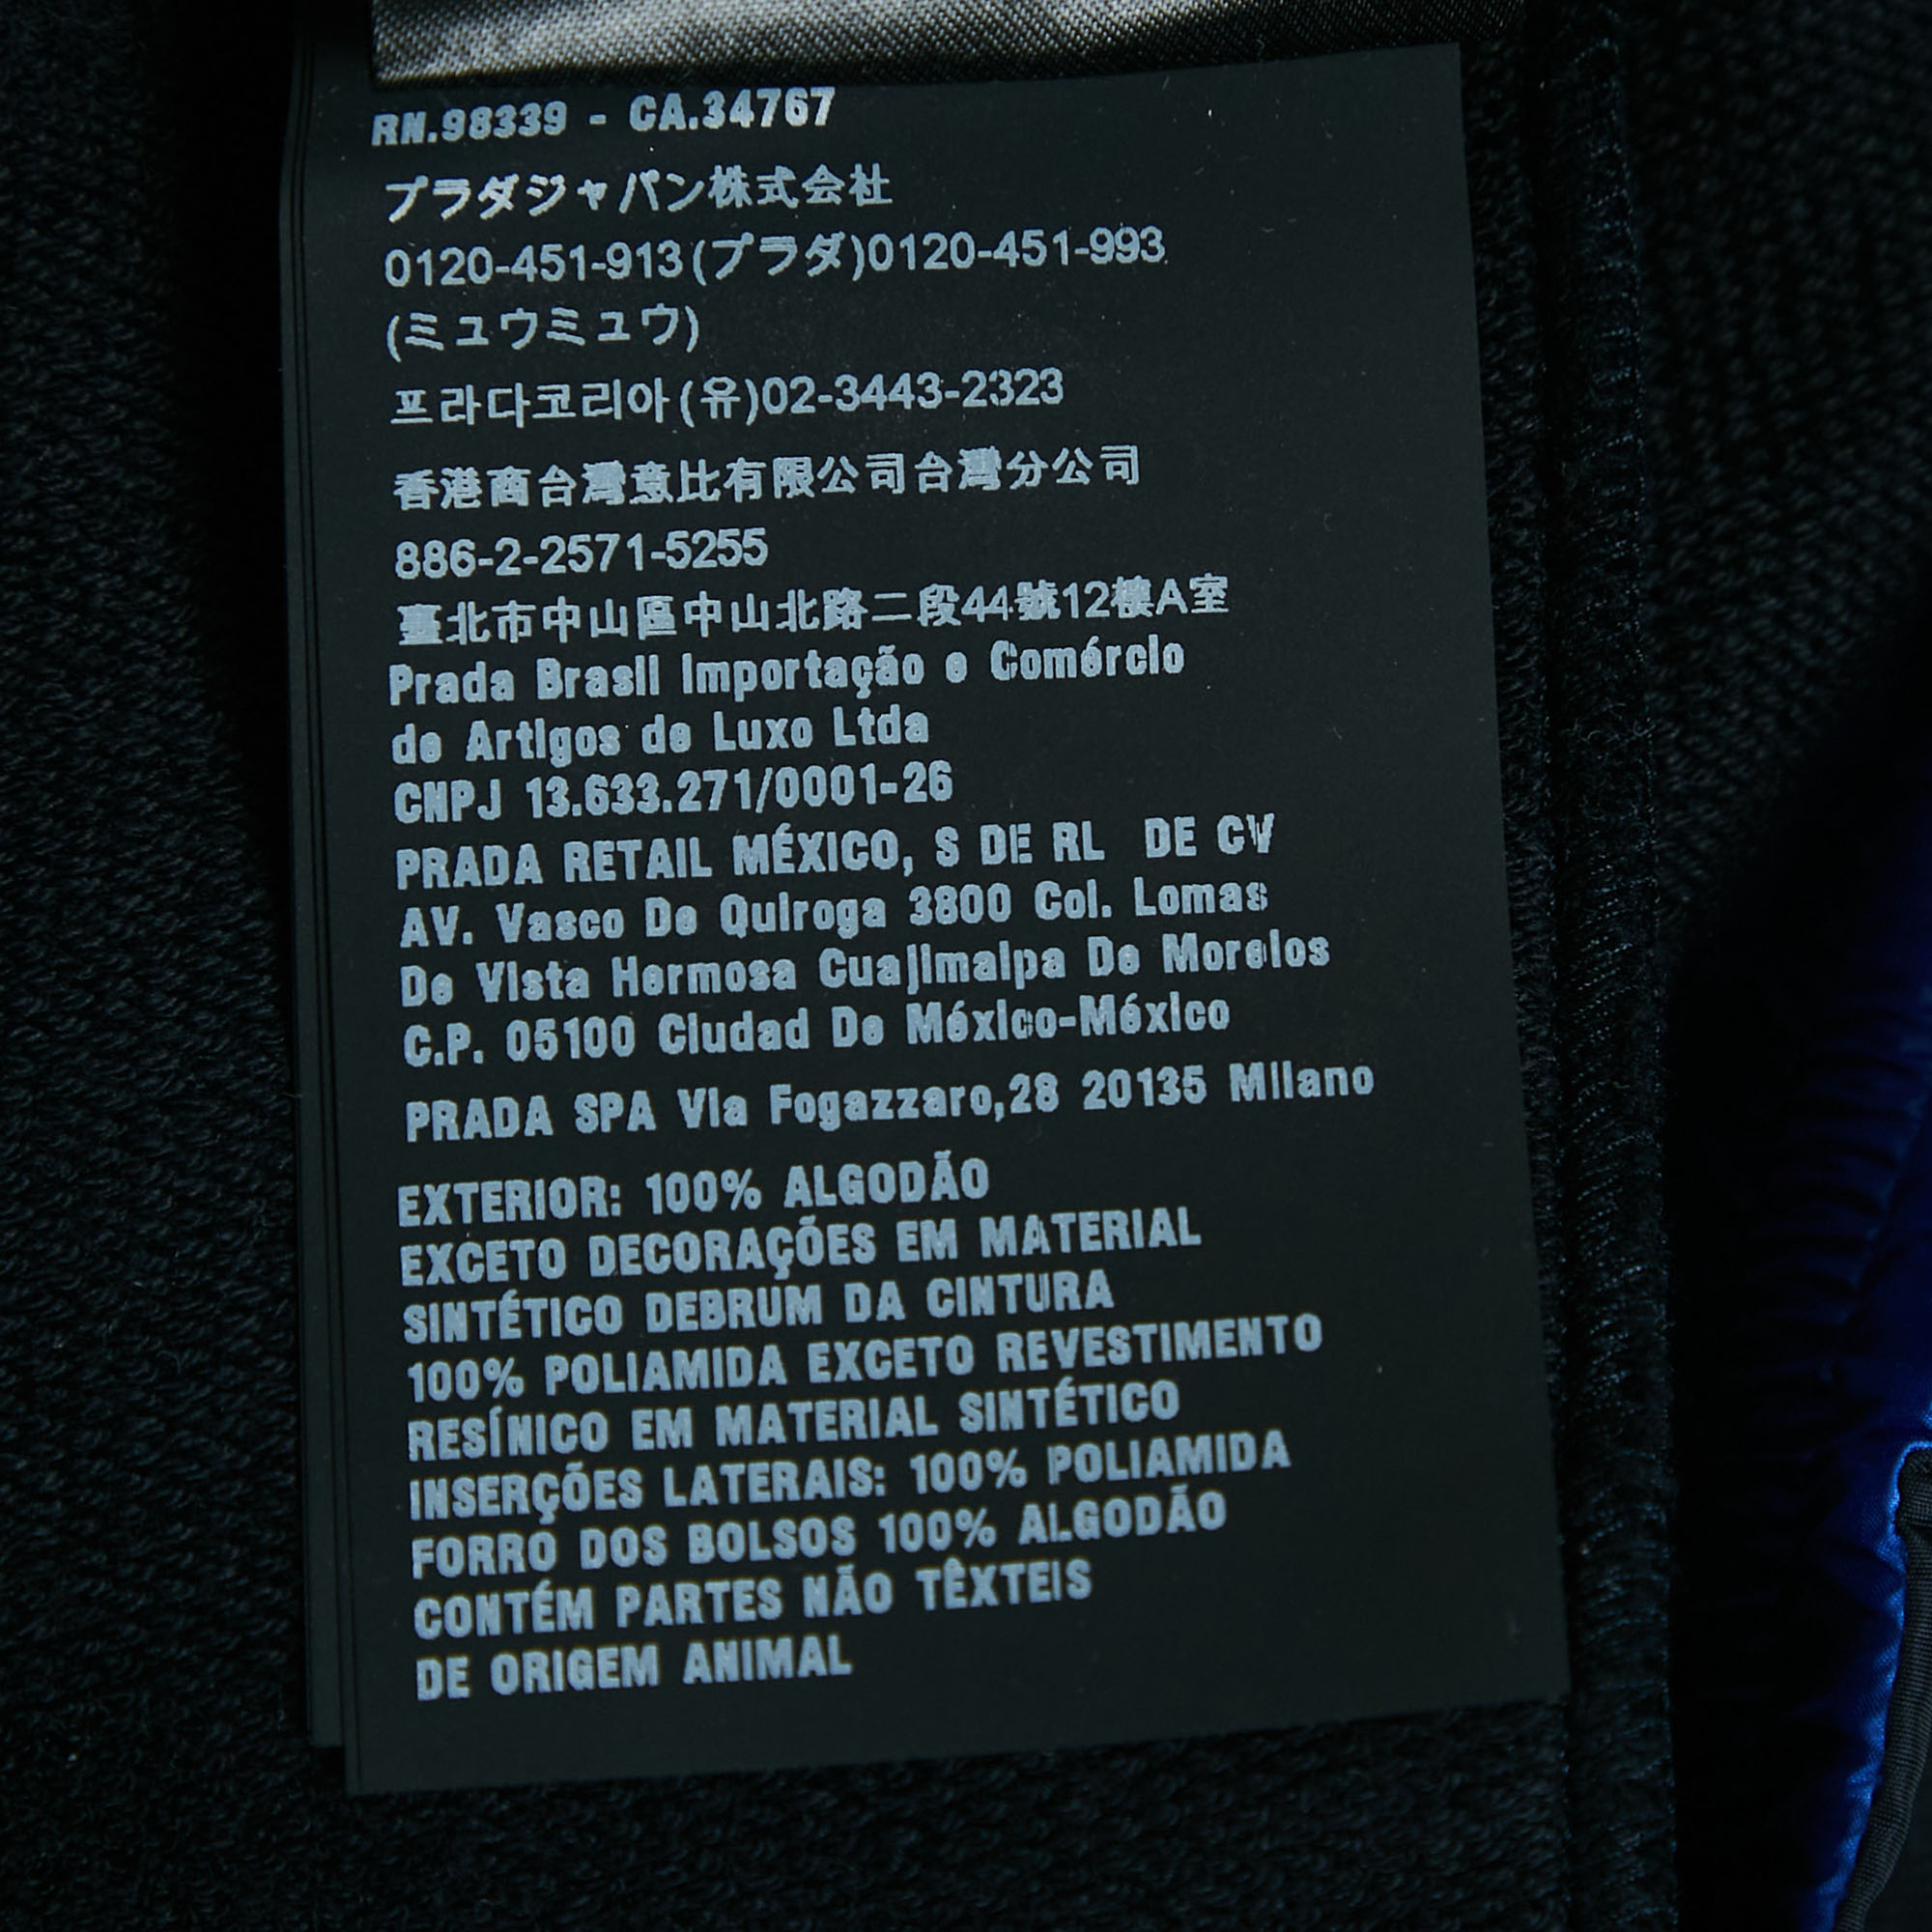 RN.98339 - CA.34767
プラダジャパン株式会社
0120-451-913(プラダ)0120-451-993
(ミュウミュウ)
프라다코리아(유)02-3443-2323
香港商台灣意比有限公司台灣分公司
886-2-2571-5255
臺北市中山區中山北路二段44號12樓A室
Prada Brasil Importação e Comércio
de Artigos de Luxo Ltda
CNPJ 13.633.271/0001-26
PRADA RETAIL MÉXICO, S DE RL DE CV
AV. Vasco De Quiroga 3800 Col. Lomas
De Vista Hermosa Cuajimalpa De Morelos
C.P. 05100 Ciudad De México-México
PRADA SPA Via Fogazzaro,28 20135 Milano
EXTERIOR: 100% ALGODÃO
EXCETO DECORAÇÕES EM MATERIAL
SINTÉTICO DEBRUM DA CINTURA
100% POLIAMIDA EXCETO REVESTIMENTO
RESÍNICO EM MATERIAL SINTÉTICO
INSERÇÕES LATERAIS: 100% POLIAMIDA
FORRO DOS BOLSOS 100% ALGODÃO
CONTÉM PARTES NÃO TÊXTEIS
DE ORIGEM ANIMAL